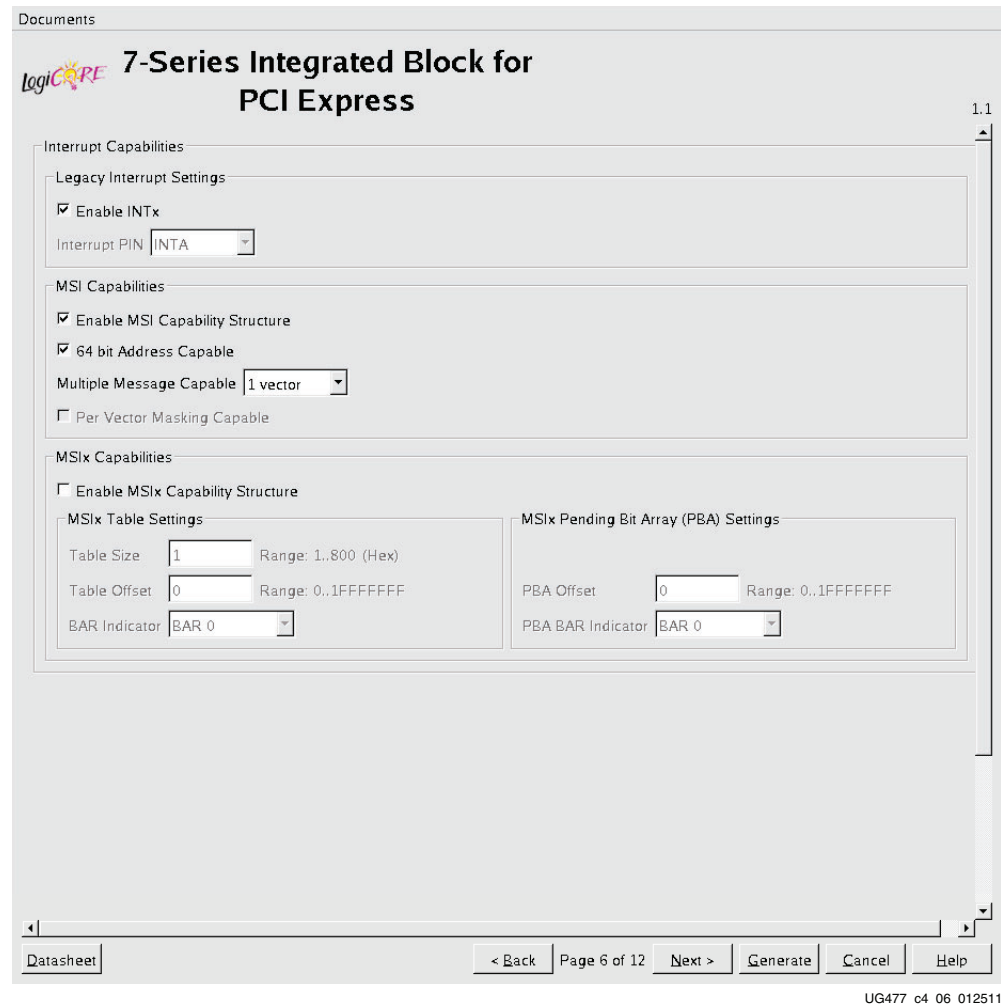 Documents
LogiCORE
7-Series Integrated Block for
PCI Express
1.1
Interrupt Capabilities
Legacy Interrupt Settings
Enable INTx
Interrupt PIN INTA
MSI Capabilities
Enable MSI Capability Structure
64 bit Address Capable
Multiple Message Capable 1 vector
Per Vector Masking Capable
MSIx Capabilities
Enable MSIx Capability Structure
MSIx Table Settings
Table Size 1 Range: 1..800 (Hex)
Table Offset 0 Range: 0..1FFFFFFF
BAR Indicator BAR 0
MSIx Pending Bit Array (PBA) Settings
PBA Offset 0 Range: 0..1FFFFFFF
PBA BAR Indicator BAR 0
Datasheet < Back Page 6 of 12 Next > Generate Cancel Help
UG477_c4_06_012511